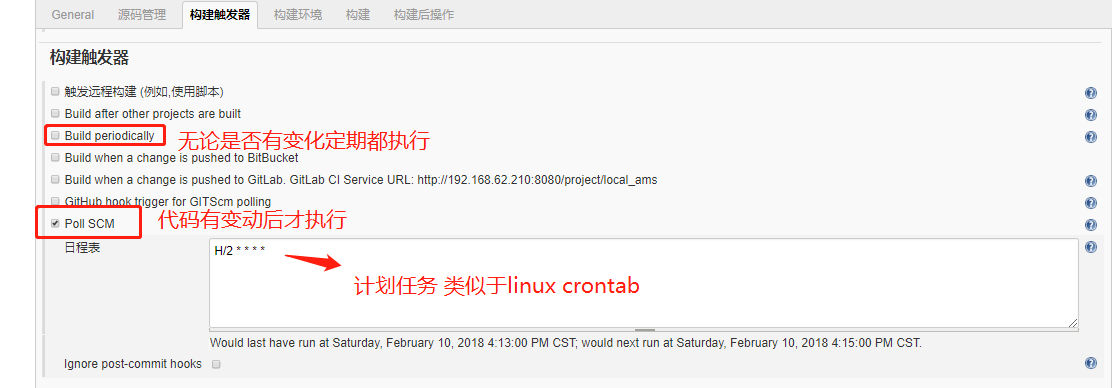 General 源码管理 构建触发器 构建环境 构建 构建后操作
构建触发器
触发远程构建 (例如,使用脚本)
Build after other projects are built
Build periodically 无论是否有变化定期都执行
Build when a change is pushed to BitBucket
Build when a change is pushed to GitLab. GitLab CI Service URL: http://192.168.62.210:8080/project/local_ams
GitHub hook trigger for GITScm polling
Poll SCM 代码有变动后才执行
日程表 H/2 * * * *
计划任务 类似于linux crontab
Would last have run at Saturday, February 10, 2018 4:13:00 PM CST; would next run at Saturday, February 10, 2018 4:15:00 PM CST.
Ignore post-commit hooks